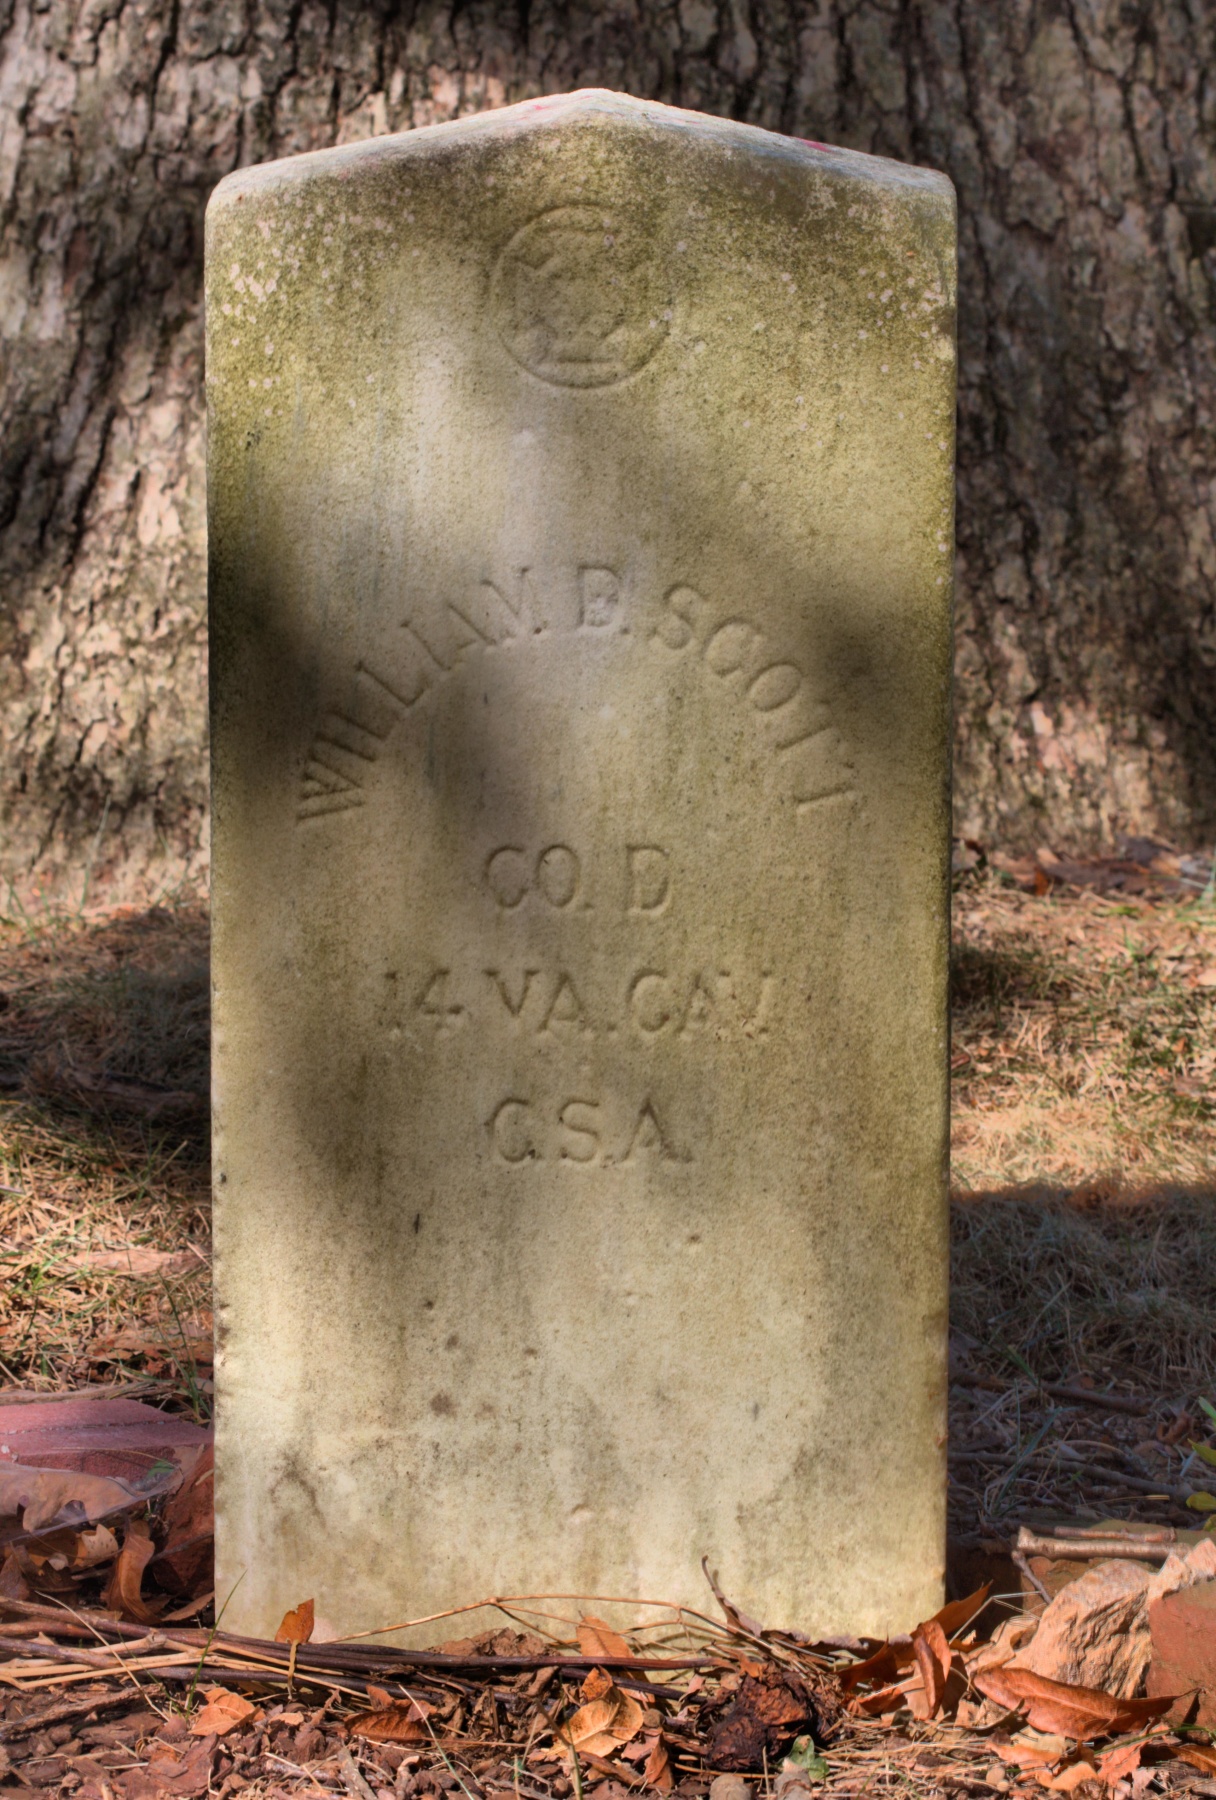 WILLIAM D. SCOTT
CO. D
14 VA. CAV.
C.S.A.